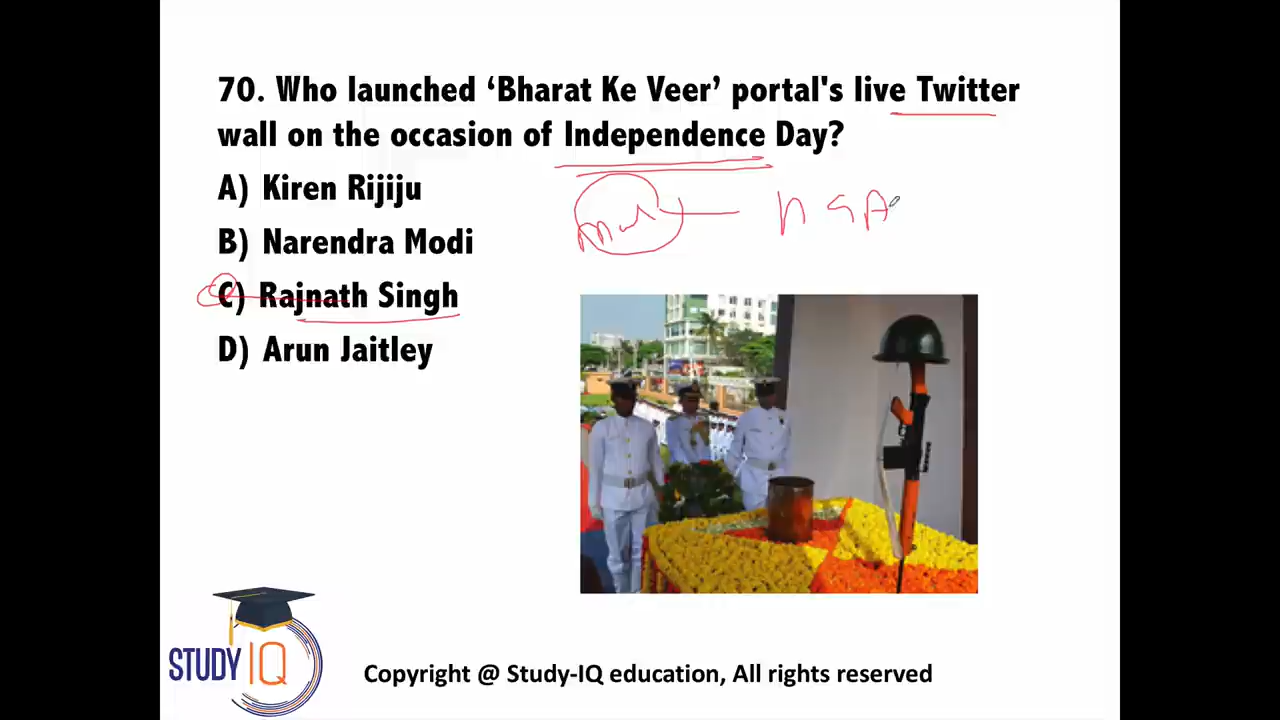 70. Who launched ‘Bharat Ke Veer’ portal's live Twitter
wall on the occasion of Independence Day?
A) Kiren Rijiju
B) Narendra Modi
C) Rajnath Singh
D) Arun Jaitley
STUDY IQ
Copyright @ Study-IQ education, All rights reserved